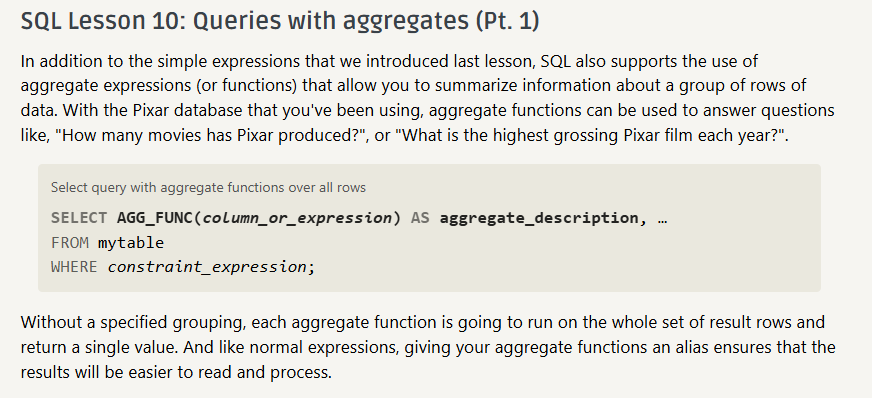 SQL Lesson 10: Queries with aggregates (Pt. 1)
In addition to the simple expressions that we introduced last lesson, SQL also supports the use of
aggregate expressions (or functions) that allow you to summarize information about a group of rows of
data. With the Pixar database that you've been using, aggregate functions can be used to answer questions
like, "How many movies has Pixar produced?", or "What is the highest grossing Pixar film each year?".
Select query with aggregate functions over all rows
SELECT AGG_FUNC(column_or_expression) AS aggregate_description, …
FROM mytable
WHERE constraint_expression;
Without a specified grouping, each aggregate function is going to run on the whole set of result rows and
return a single value. And like normal expressions, giving your aggregate functions an alias ensures that the
results will be easier to read and process.